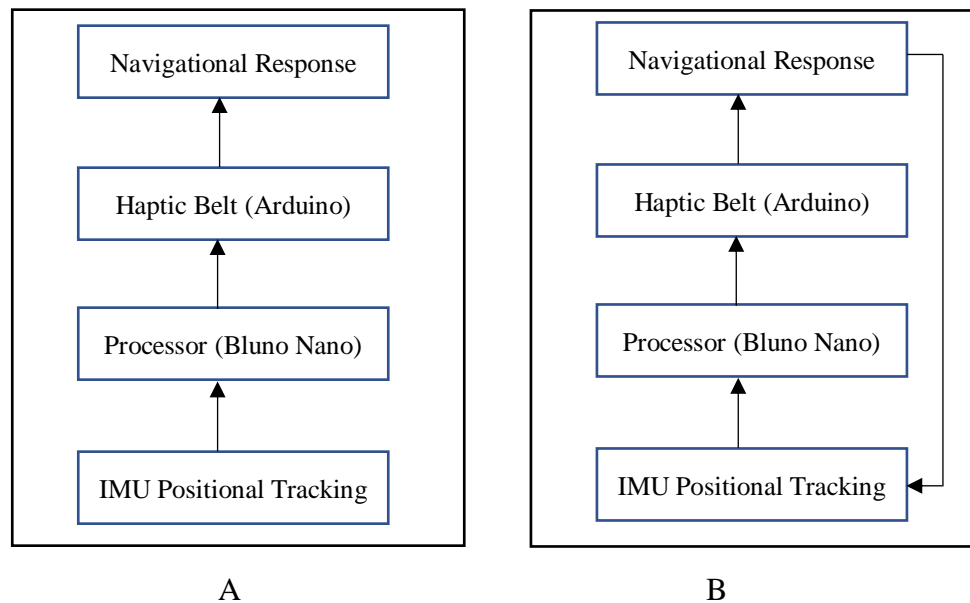 Navigational Response
Haptic Belt (Arduino)
Processor (Bluno Nano)
IMU Positional Tracking
A
Navigational Response
Haptic Belt (Arduino)
Processor (Bluno Nano)
IMU Positional Tracking
B